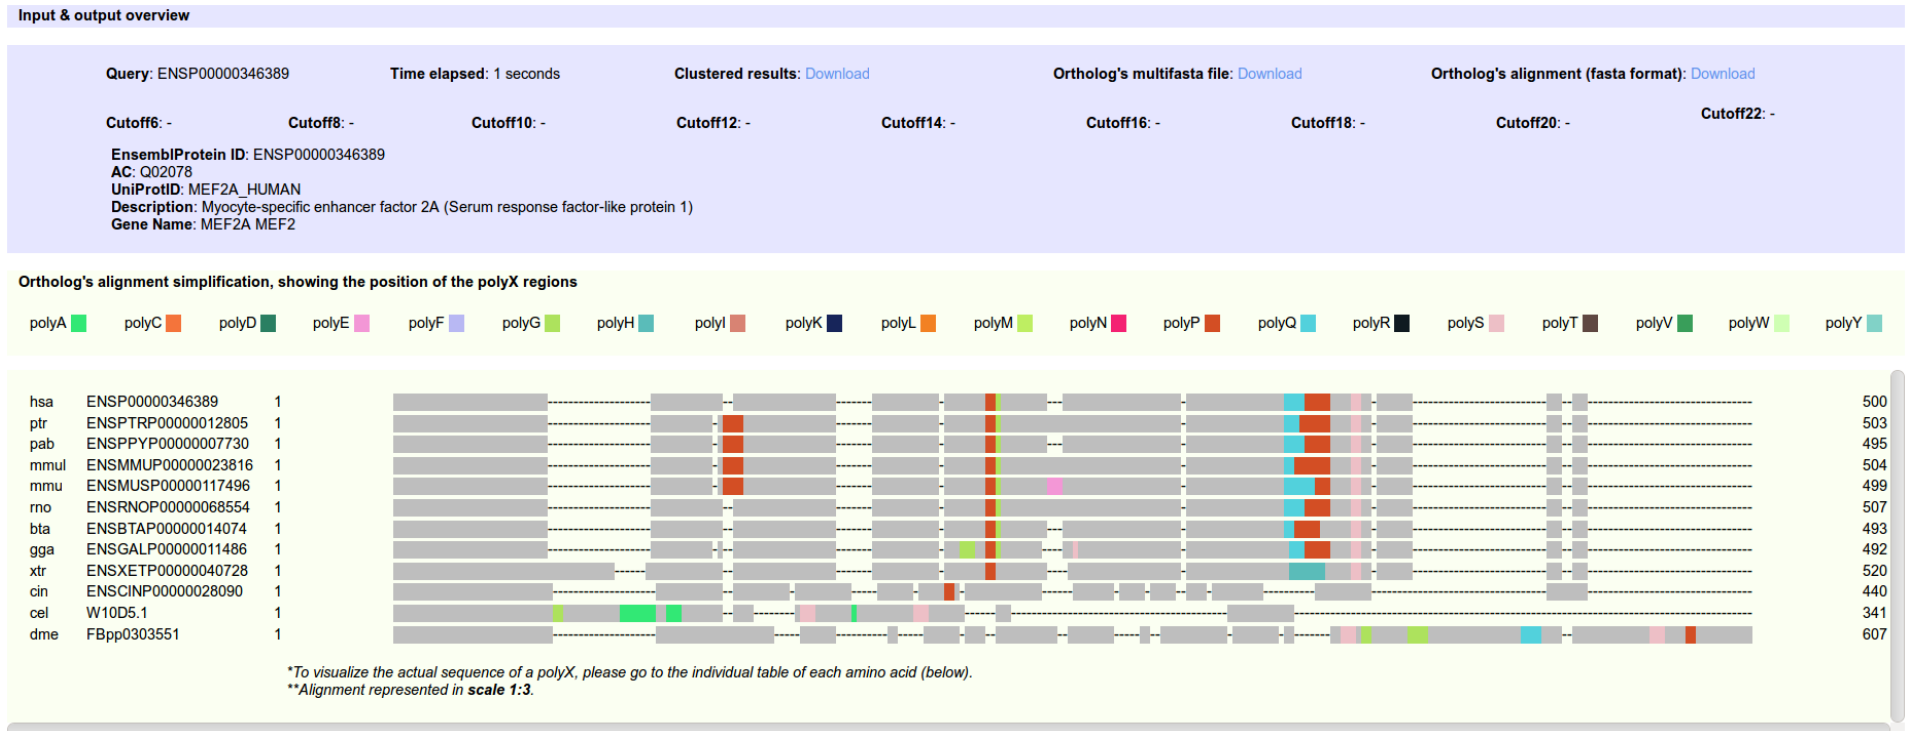 Input & output overview
Query: ENSP00000346389 Time elapsed: 1 seconds Clustered results: Download Ortholog's multifasta file: Download Ortholog's alignment (fasta format): Download
Cutoff6: - Cutoff8: - Cutoff10: - Cutoff12: - Cutoff14: - Cutoff16: - Cutoff18: - Cutoff20: - Cutoff22: -
EnsemblProtein ID: ENSP00000346389
AC: Q02078
UniProtID: MEF2A_HUMAN
Description: Myocyte-specific enhancer factor 2A (Serum response factor-like protein 1)
Gene Name: MEF2A MEF2
Ortholog's alignment simplification, showing the position of the polyX regions
polyA polyC polyD polyE polyF polyG polyH polyI polyK polyL polyM polyN polyP polyQ polyR polyS polyT polyV polyW polyY
hsa ENSP00000346389 1 500
ptr ENSPTRP00000012805 1 503
pab ENSPPYP00000007730 1 495
mmul ENSMMUP00000023816 1 504
mmu ENSMUSP00000117496 1 499
rno ENSRNOP00000068554 1 507
bta ENSBTAP00000014074 1 493
gga ENSGALP00000011486 1 492
xtr ENSXETP00000040728 1 520
cin ENSCINP00000028090 1 440
cel W10D5.1 1 341
dme FBpp0303551 1 607
*To visualize the actual sequence of a polyX, please go to the individual table of each amino acid (below).
**Alignment represented in scale 1:3.